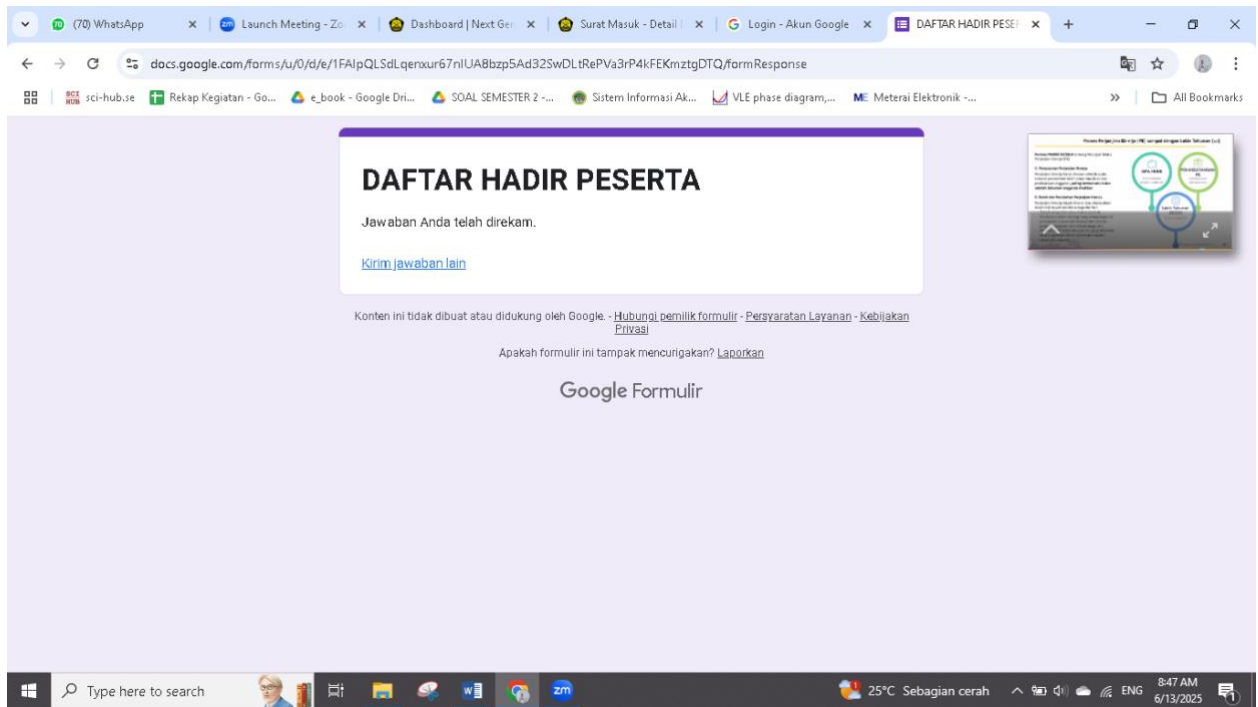 (70) WhatsApp
Launch Meeting - Zo
Dashboard | Next Gen
Surat Masuk - Detail
Login - Akun Google
DAFTAR HADIR PESE
docs.google.com/forms/u/0/d/e/1FAIpQLSdLqenxur67nIUA8bzp5Ad32SwDLtRePVa3rP4kFEKmztgDTQ/formResponse
sci-hub.se
Rekap Kegiatan - Go...
e_book - Google Dri...
SOAL SEMESTER 2 -...
Sistem Informasi Ak...
VLE phase diagram,...
Meterai Elektronik -...
All Bookmarks
DAFTAR HADIR PESERTA
Jawaban Anda telah direkam.
Kirim jawaban lain
Konten ini tidak dibuat atau didukung oleh Google. - Hubungi pemilik formulir - Persyaratan Layanan - Kebijakan
Privasi
Apakah formulir ini tampak mencurigakan? Laporkan
Google Formulir
Type here to search
zm
25°C Sebagian cerah
ENG
8:47 AM
6/13/2025